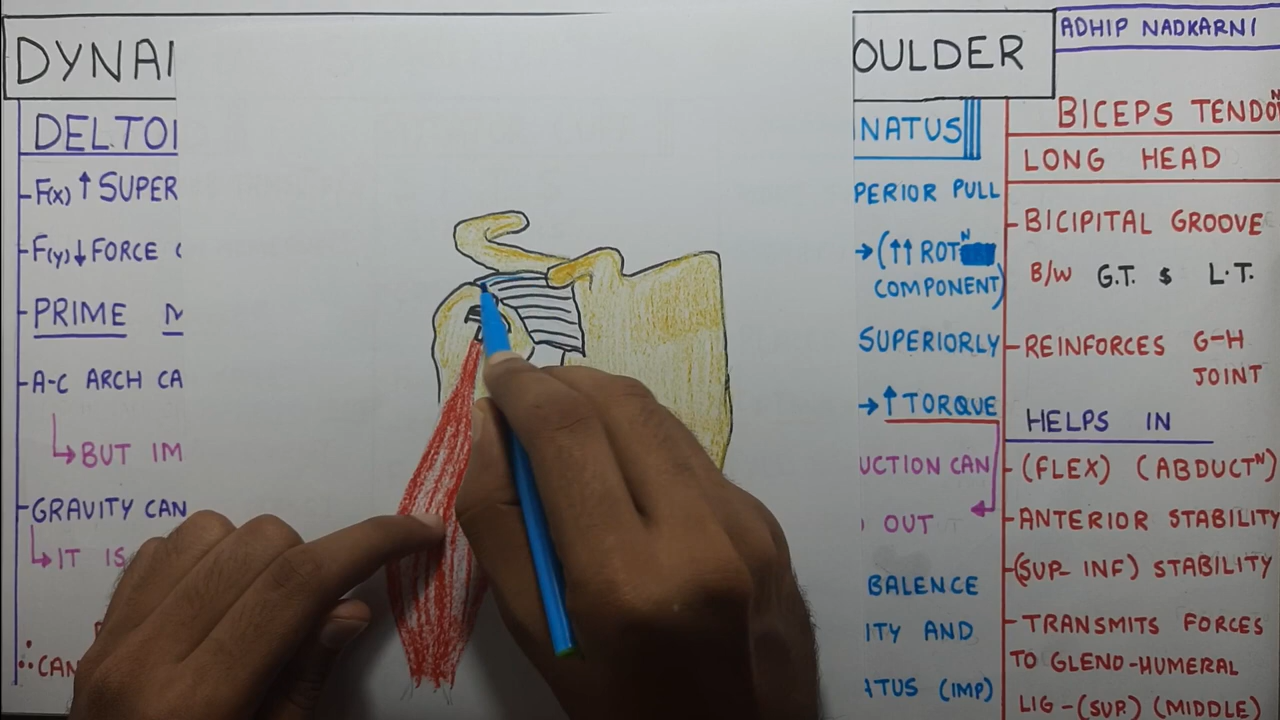 DYNAI
OULDER
ADHIP NADKARNI
DELTOI
F(x) ↑ SUPER
F(y) ↓ FORCE
PRIME
A-C ARCH CA
↳ BUT IM
GRAVITY CAN
↳ IT IS
∴ CAN
NATUS
PERIOR PULL
→ (↑↑ ROTᴺ
COMPONENT)
SUPERIORLY
→ ↑ TORQUE
UCTION CAN
OUT
BALENCE
ITY AND
ATUS (IMP)
BICEPS TENDOᴺ
LONG HEAD
BICIPITAL GROOVE
B/W G.T. $ L.T.
REINFORCES G-H
JOINT
HELPS IN
(FLEX) (ABDUCTᴺ)
ANTERIOR STABILITY
(SUP- INF) STABILITY
TRANSMITS FORCES
TO GLENO-HUMERAL
LIG-(SUP.) (MIDDLE)